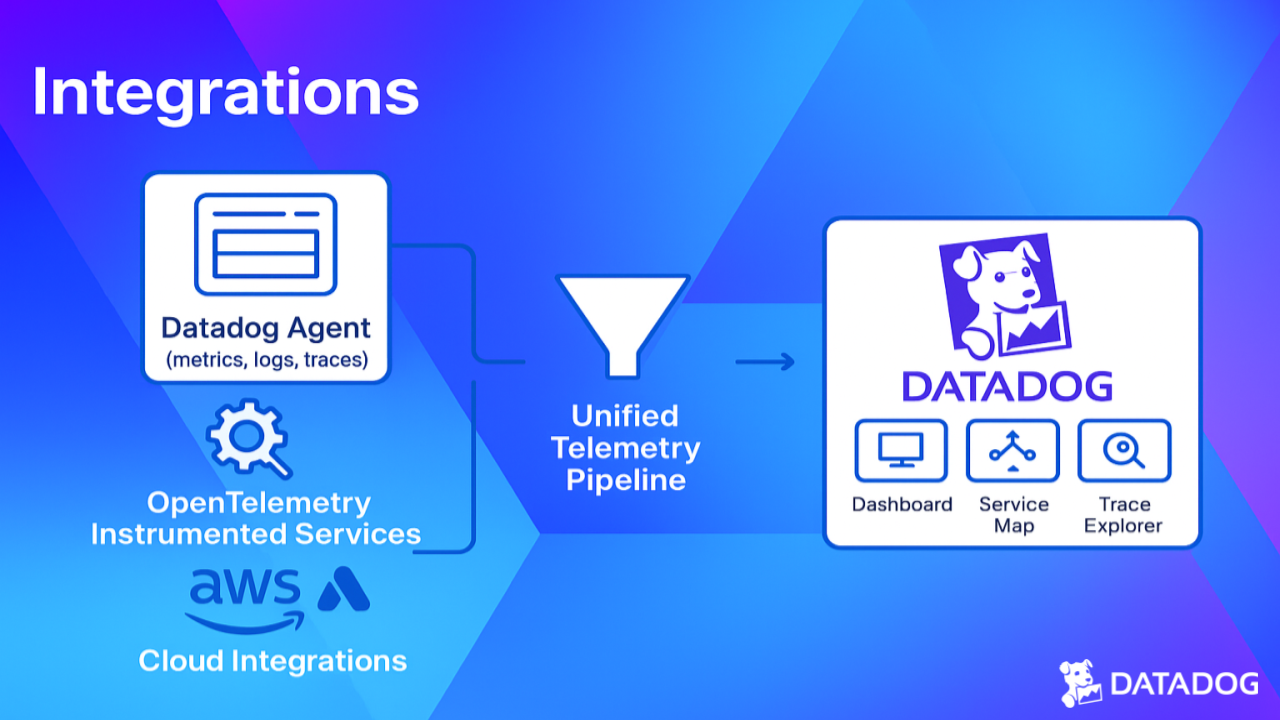 Integrations
Datadog Agent
(metrics, logs, traces)
OpenTelemetry
Instrumented Services
aws
Cloud Integrations
Unified
Telemetry
Pipeline
DATADOG
Dashboard
Service
Map
Trace
Explorer
DATADOG